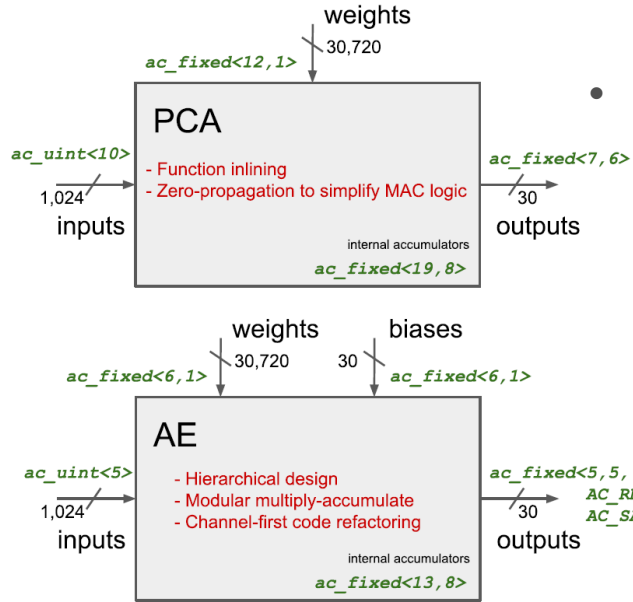 weights
30,720
ac_fixed<12,1>
PCA
ac_uint<10>
- Function inlining
- Zero-propagation to simplify MAC logic
ac_fixed<7,6>
1,024
30
inputs
outputs
internal accumulators
ac_fixed<19,8>
weights
biases
30,720
30
ac_fixed<6,1>
ac_fixed<6,1>
AE
ac_uint<5>
- Hierarchical design
- Modular multiply-accumulate
- Channel-first code refactoring
ac_fixed<5,5,
1,024
30
inputs
outputs
internal accumulators
ac_fixed<13,8>